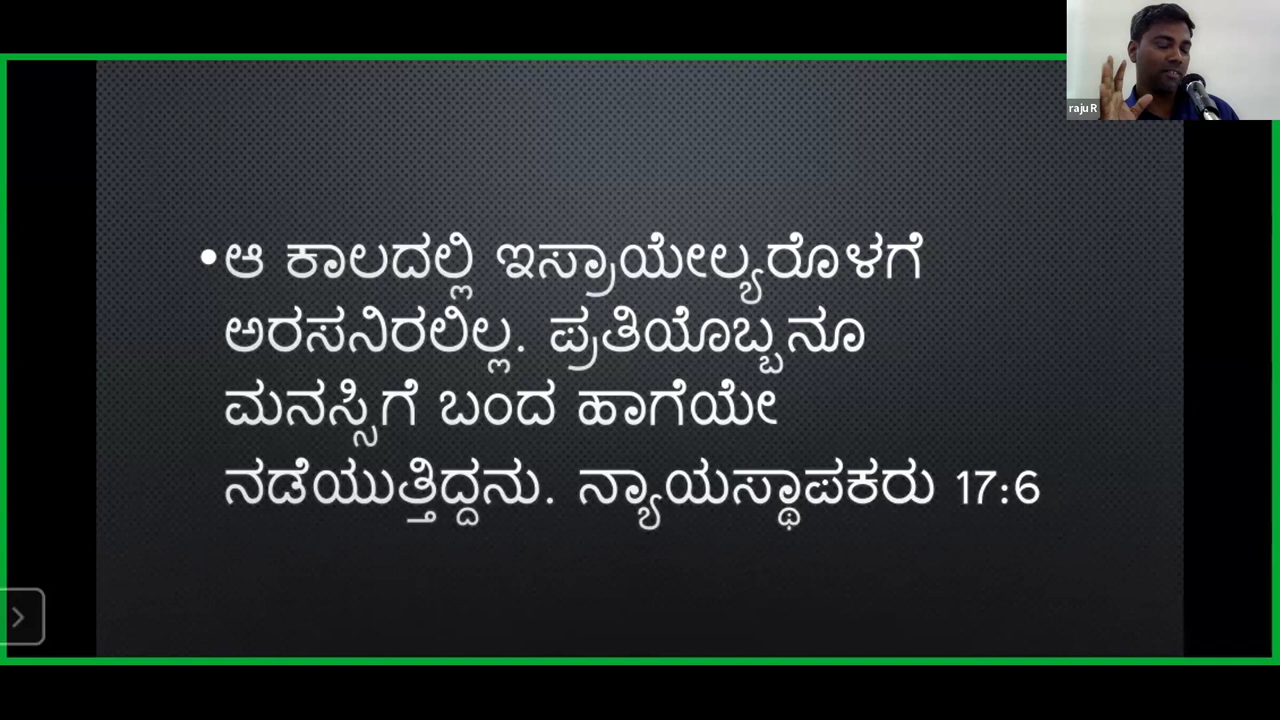 raju R
•ಆ ಕಾಲದಲ್ಲಿ ಇಸ್ರಾಯೇಲ್ಯರೊಳಗೆ
ಅರಸನಿರಲಿಲ್ಲ. ಪ್ರತಿಯೊಬ್ಬನೂ
ಮನಸ್ಸಿಗೆ ಬಂದ ಹಾಗೆಯೇ
ನಡೆಯುತ್ತಿದ್ದನು. ನ್ಯಾಯಸ್ಥಾಪಕರು 17:6